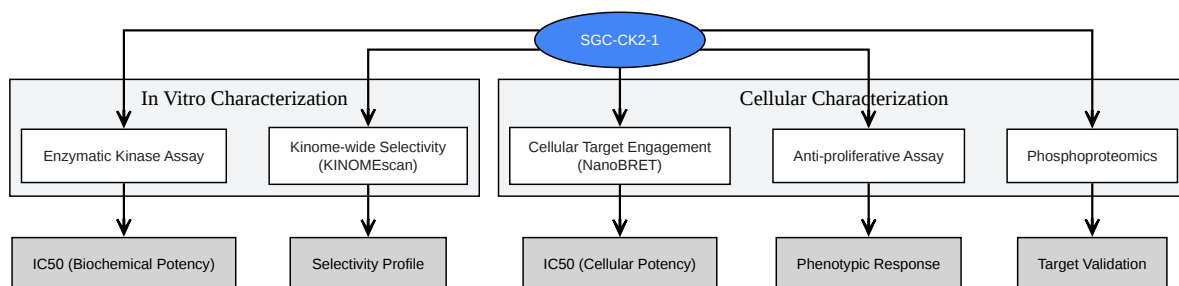 SGC-CK2-1
In Vitro Characterization
Cellular Characterization
Enzymatic Kinase Assay
Kinome-wide Selectivity
(KINOMEscan)
Cellular Target Engagement
(NanoBRET)
Anti-proliferative Assay
Phosphoproteomics
IC50 (Biochemical Potency)
Selectivity Profile
IC50 (Cellular Potency)
Phenotypic Response
Target Validation